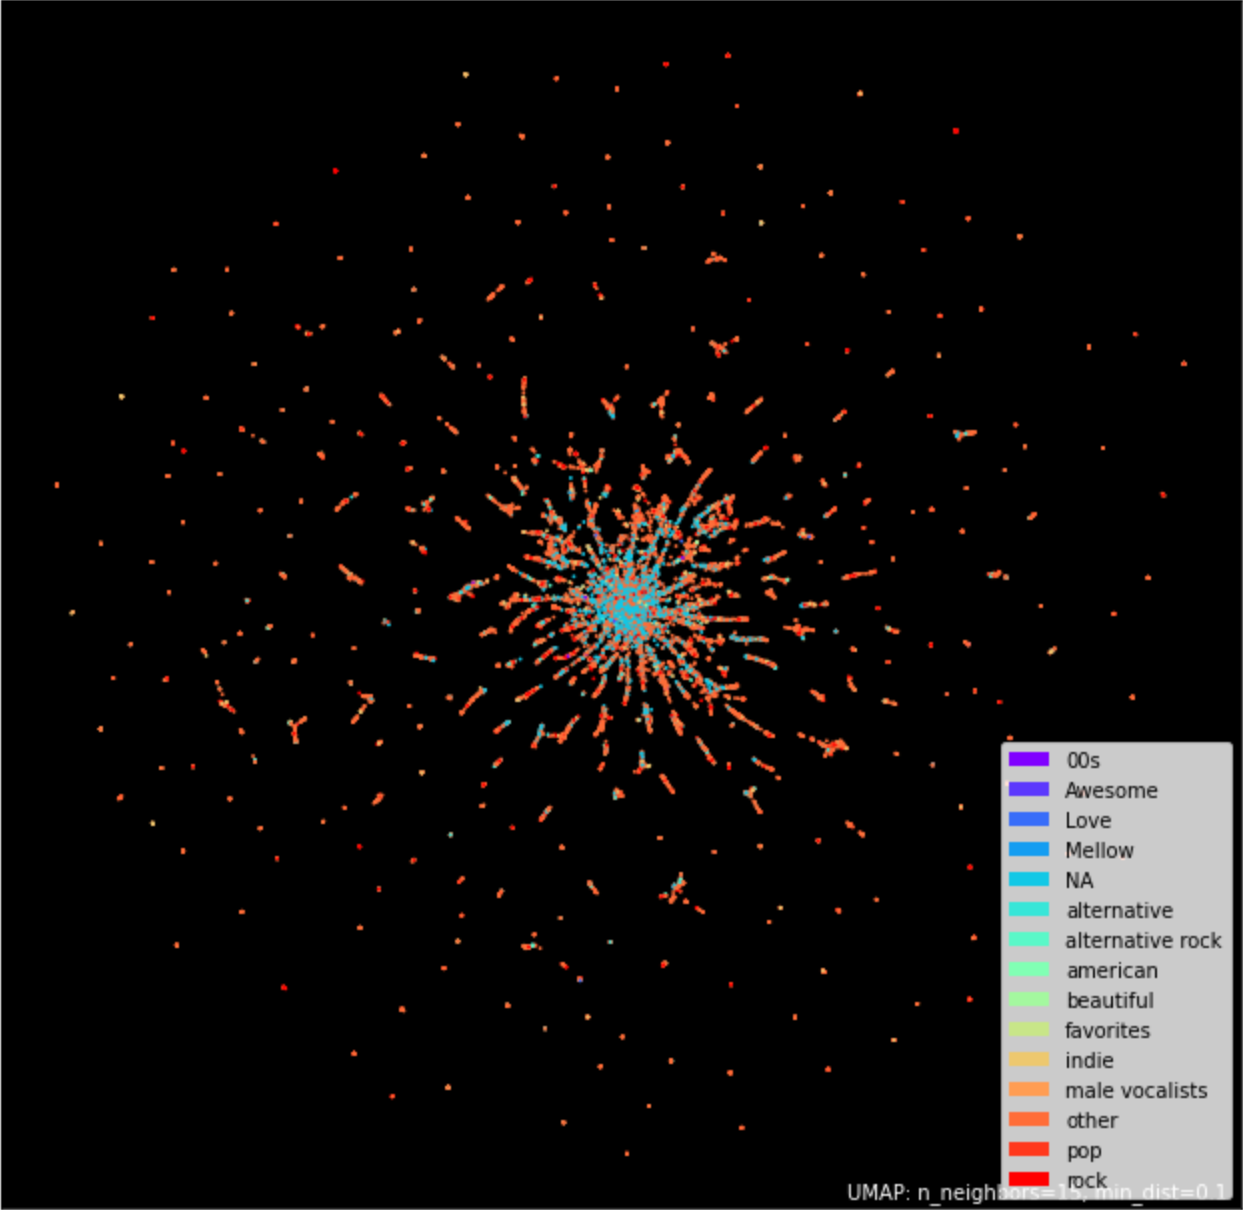 00s
Awesome
Love
Mellow
NA
alternative
alternative rock
american
beautiful
favorites
indie
male vocalists
other
pop
rock
UMAP: n_neighbors=15, min_dist=0.1